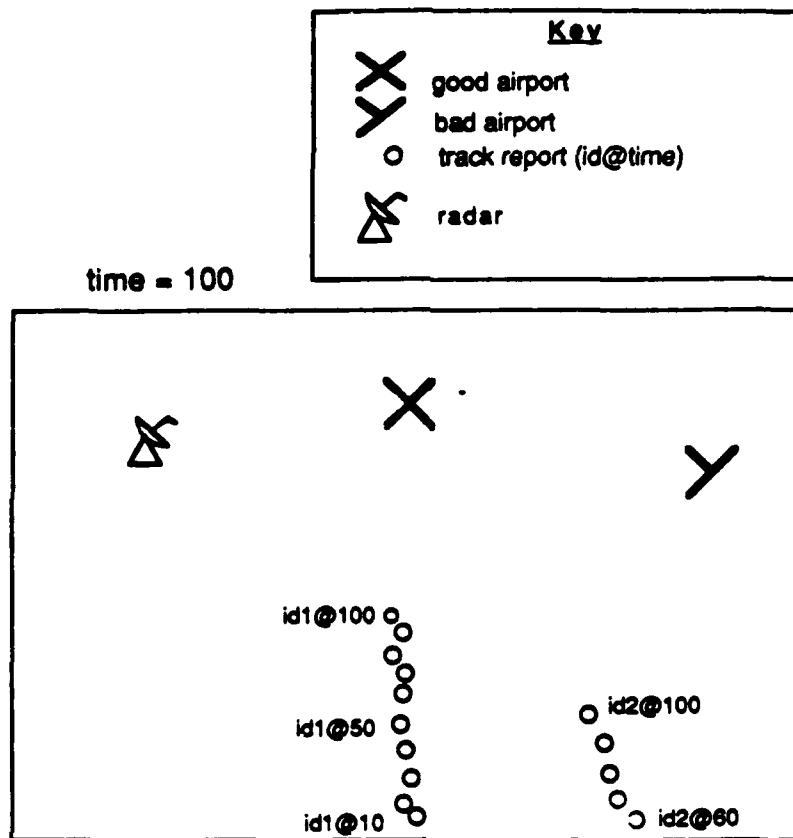 Key
good airport
bad airport
track report (id@time)
radar
time = 100
id1@100
id2@100
id1@50
id1@10
id2@60